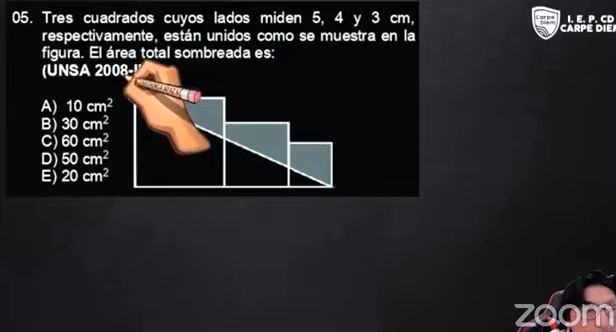 05. Tres cuadrados cuyos lados miden 5, 4 y 3 cm,
respectivamente, están unidos como se muestra en la
figura. El área total sombreada es:
(UNSA 2008-
A) 10 cm²
B) 30 cm²
C) 60 cm²
D) 50 cm²
E) 20 cm²
Carpe
Diem
I. E. P. CD
CARPE DIEM
zoom